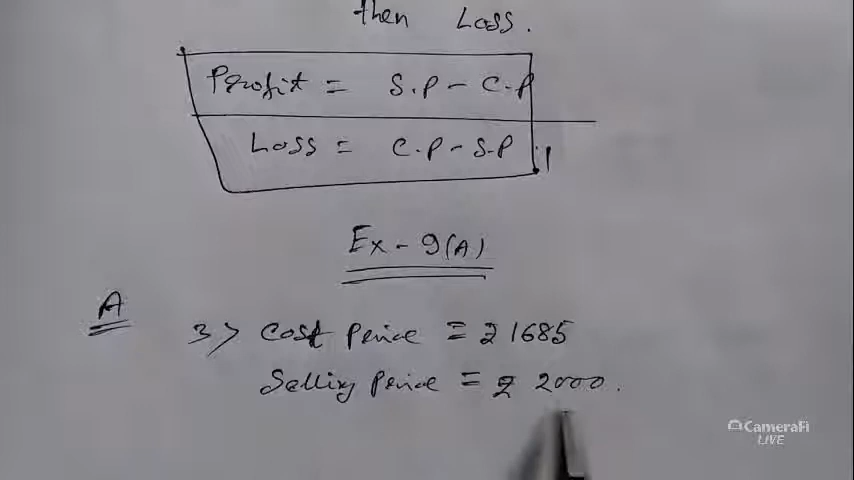 then Loss.
Profit = S.P - C.P
Loss = C.P - S.P
Ex - 9(A)
A
3> Cost Price = ₹ 1685
Selling Price = ₹ 2000.
CameraFi
LIVE